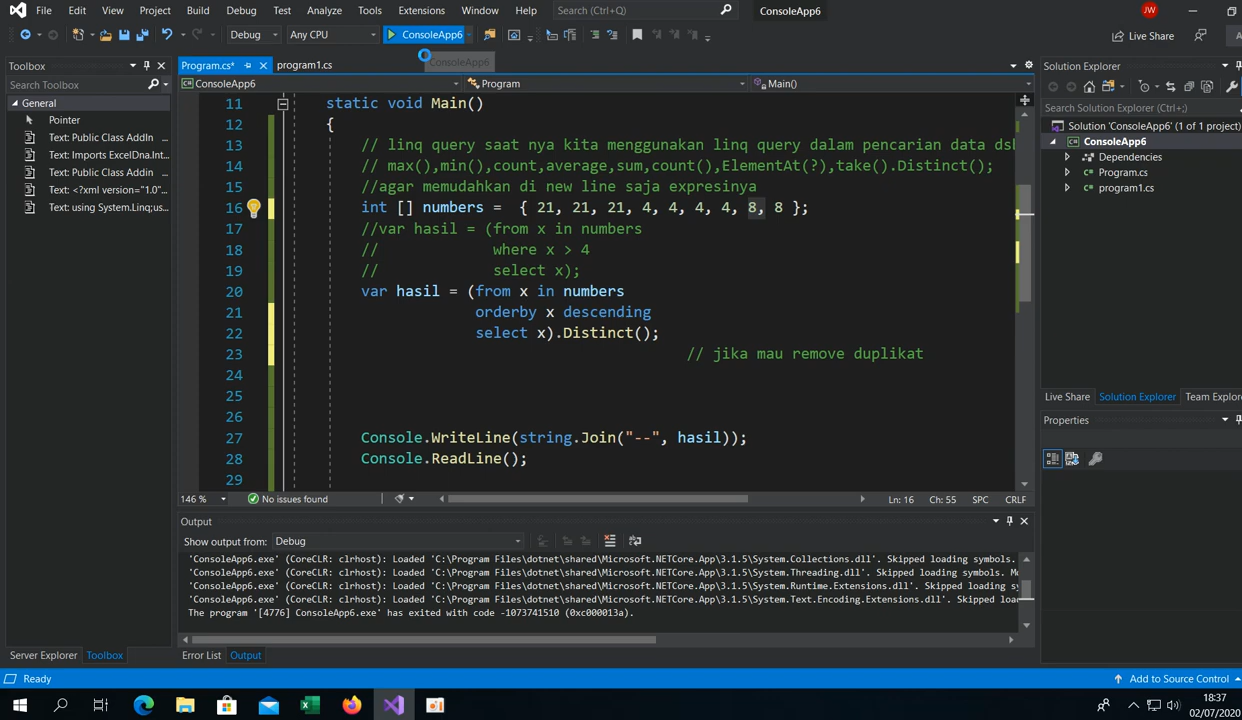 File Edit View Project Build Debug Test Analyze Tools Extensions Window Help Search (Ctrl+Q) ConsoleApp6 JW
Debug Any CPU ConsoleApp6 Live Share
ConsoleApp6
Toolbox
Search Toolbox
General
Pointer
Text: Public Class AddIn
Text: Imports ExcelDna.Int...
Text: Public Class AddIn
Text: <?xml version="1.0"...
Text: using System.Linq;us...
Program.cs* program1.cs
ConsoleApp6 Program Main()
11 static void Main()
12 {
13 // linq query saat nya kita menggunakan linq query dalam pencarian data dsl
14 // max(),min(),count,average,sum,count(),ElementAt(?),take().Distinct();
15 //agar memudahkan di new line saja expresinya
16 int [] numbers = { 21, 21, 21, 4, 4, 4, 4, 8, 8 };
17 //var hasil = (from x in numbers
18 // where x > 4
19 // select x);
20 var hasil = (from x in numbers
21 orderby x descending
22 select x).Distinct();
23 // jika mau remove duplikat
24
25
26
27 Console.WriteLine(string.Join("--", hasil));
28 Console.ReadLine();
29
146 % No issues found Ln: 16 Ch: 55 SPC CRLF
Output
Show output from: Debug
'ConsoleApp6.exe' (CoreCLR: clrhost): Loaded 'C:\Program Files\dotnet\shared\Microsoft.NETCore.App\3.1.5\System.Collections.dll'. Skipped loading symbols.
'ConsoleApp6.exe' (CoreCLR: clrhost): Loaded 'C:\Program Files\dotnet\shared\Microsoft.NETCore.App\3.1.5\System.Threading.dll'. Skipped loading symbols. Mo
'ConsoleApp6.exe' (CoreCLR: clrhost): Loaded 'C:\Program Files\dotnet\shared\Microsoft.NETCore.App\3.1.5\System.Runtime.Extensions.dll'. Skipped loading sy
'ConsoleApp6.exe' (CoreCLR: clrhost): Loaded 'C:\Program Files\dotnet\shared\Microsoft.NETCore.App\3.1.5\System.Text.Encoding.Extensions.dll'. Skipped loa
The program '[4776] ConsoleApp6.exe' has exited with code -1073741510 (0xc000013a).
Server Explorer Toolbox Error List Output
Solution Explorer
Search Solution Explorer (Ctrl+;)
Solution 'ConsoleApp6' (1 of 1 project)
ConsoleApp6
Dependencies
Program.cs
program1.cs
Live Share Solution Explorer Team Explor
Properties
Ready Add to Source Control
18:37
02/07/2020